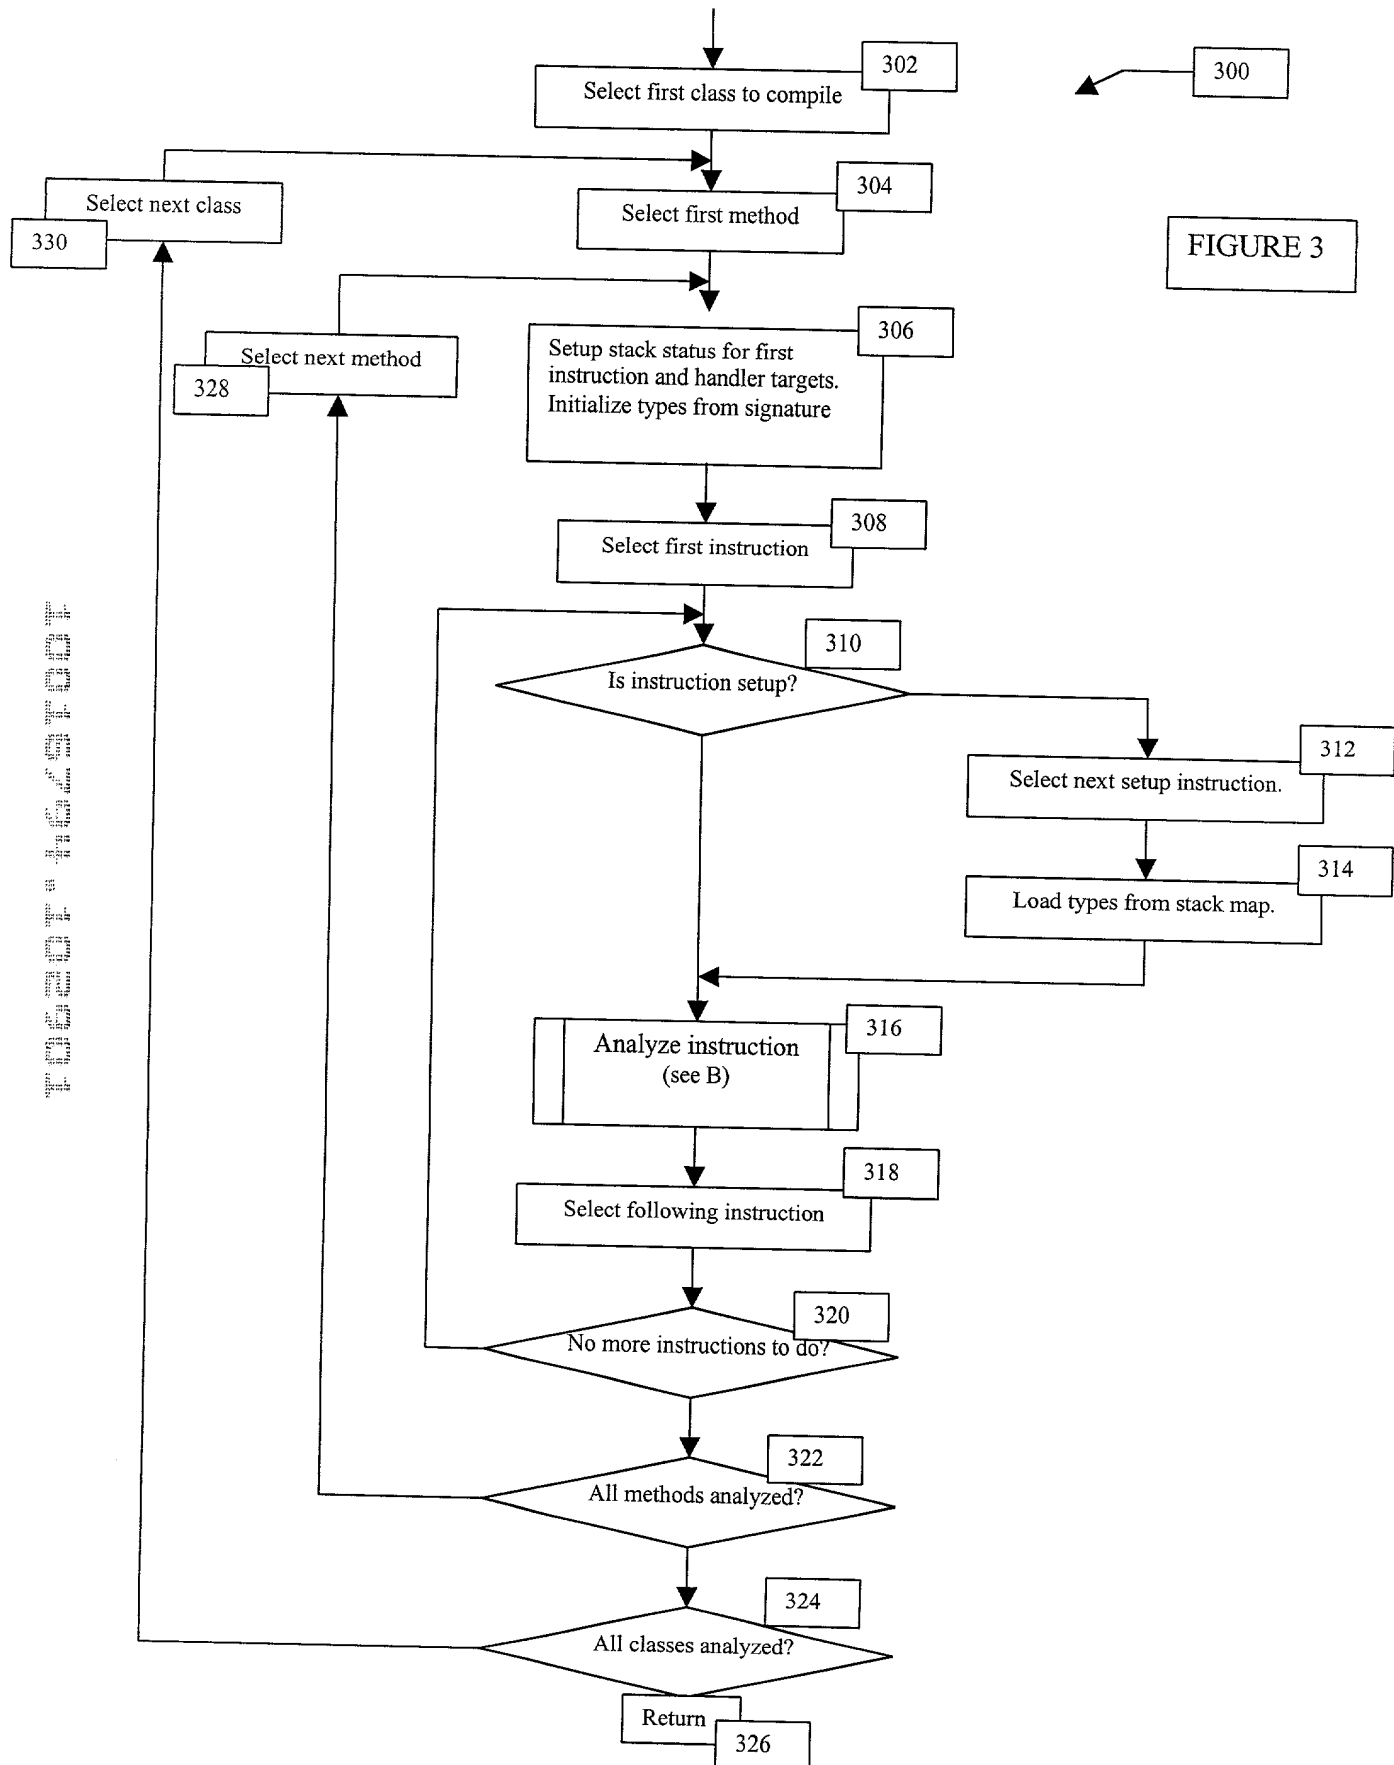 302
Select first class to compile
300
304
Select first method
Select next class
330
FIGURE 3
306
Setup stack status for first
instruction and handler targets.
Initialize types from signature
Select next method
328
308
Select first instruction
310
Is instruction setup?
312
Select next setup instruction.
314
Load types from stack map.
316
Analyze instruction
(see B)
318
Select following instruction
320
No more instructions to do?
322
All methods analyzed?
324
All classes analyzed?
Return
326